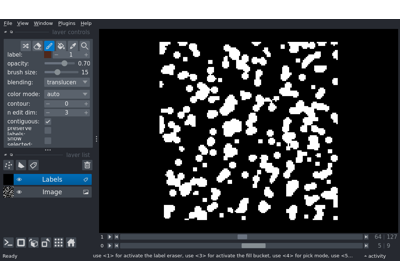 File View Window Plugins Help
layer controls
label: 1
opacity: 0.70
brush size: 15
blending: translucen
color mode: auto
contour: 0
n edit dim: 3
contiguous: ✓
preserve
labels:
show
selected:
layer list
Labels
Image
1 64 127
0 5 9
Ready use <1> for activate the label eraser, use <3> for activate the fill bucket, use <4> for pick mode, use <5... activity